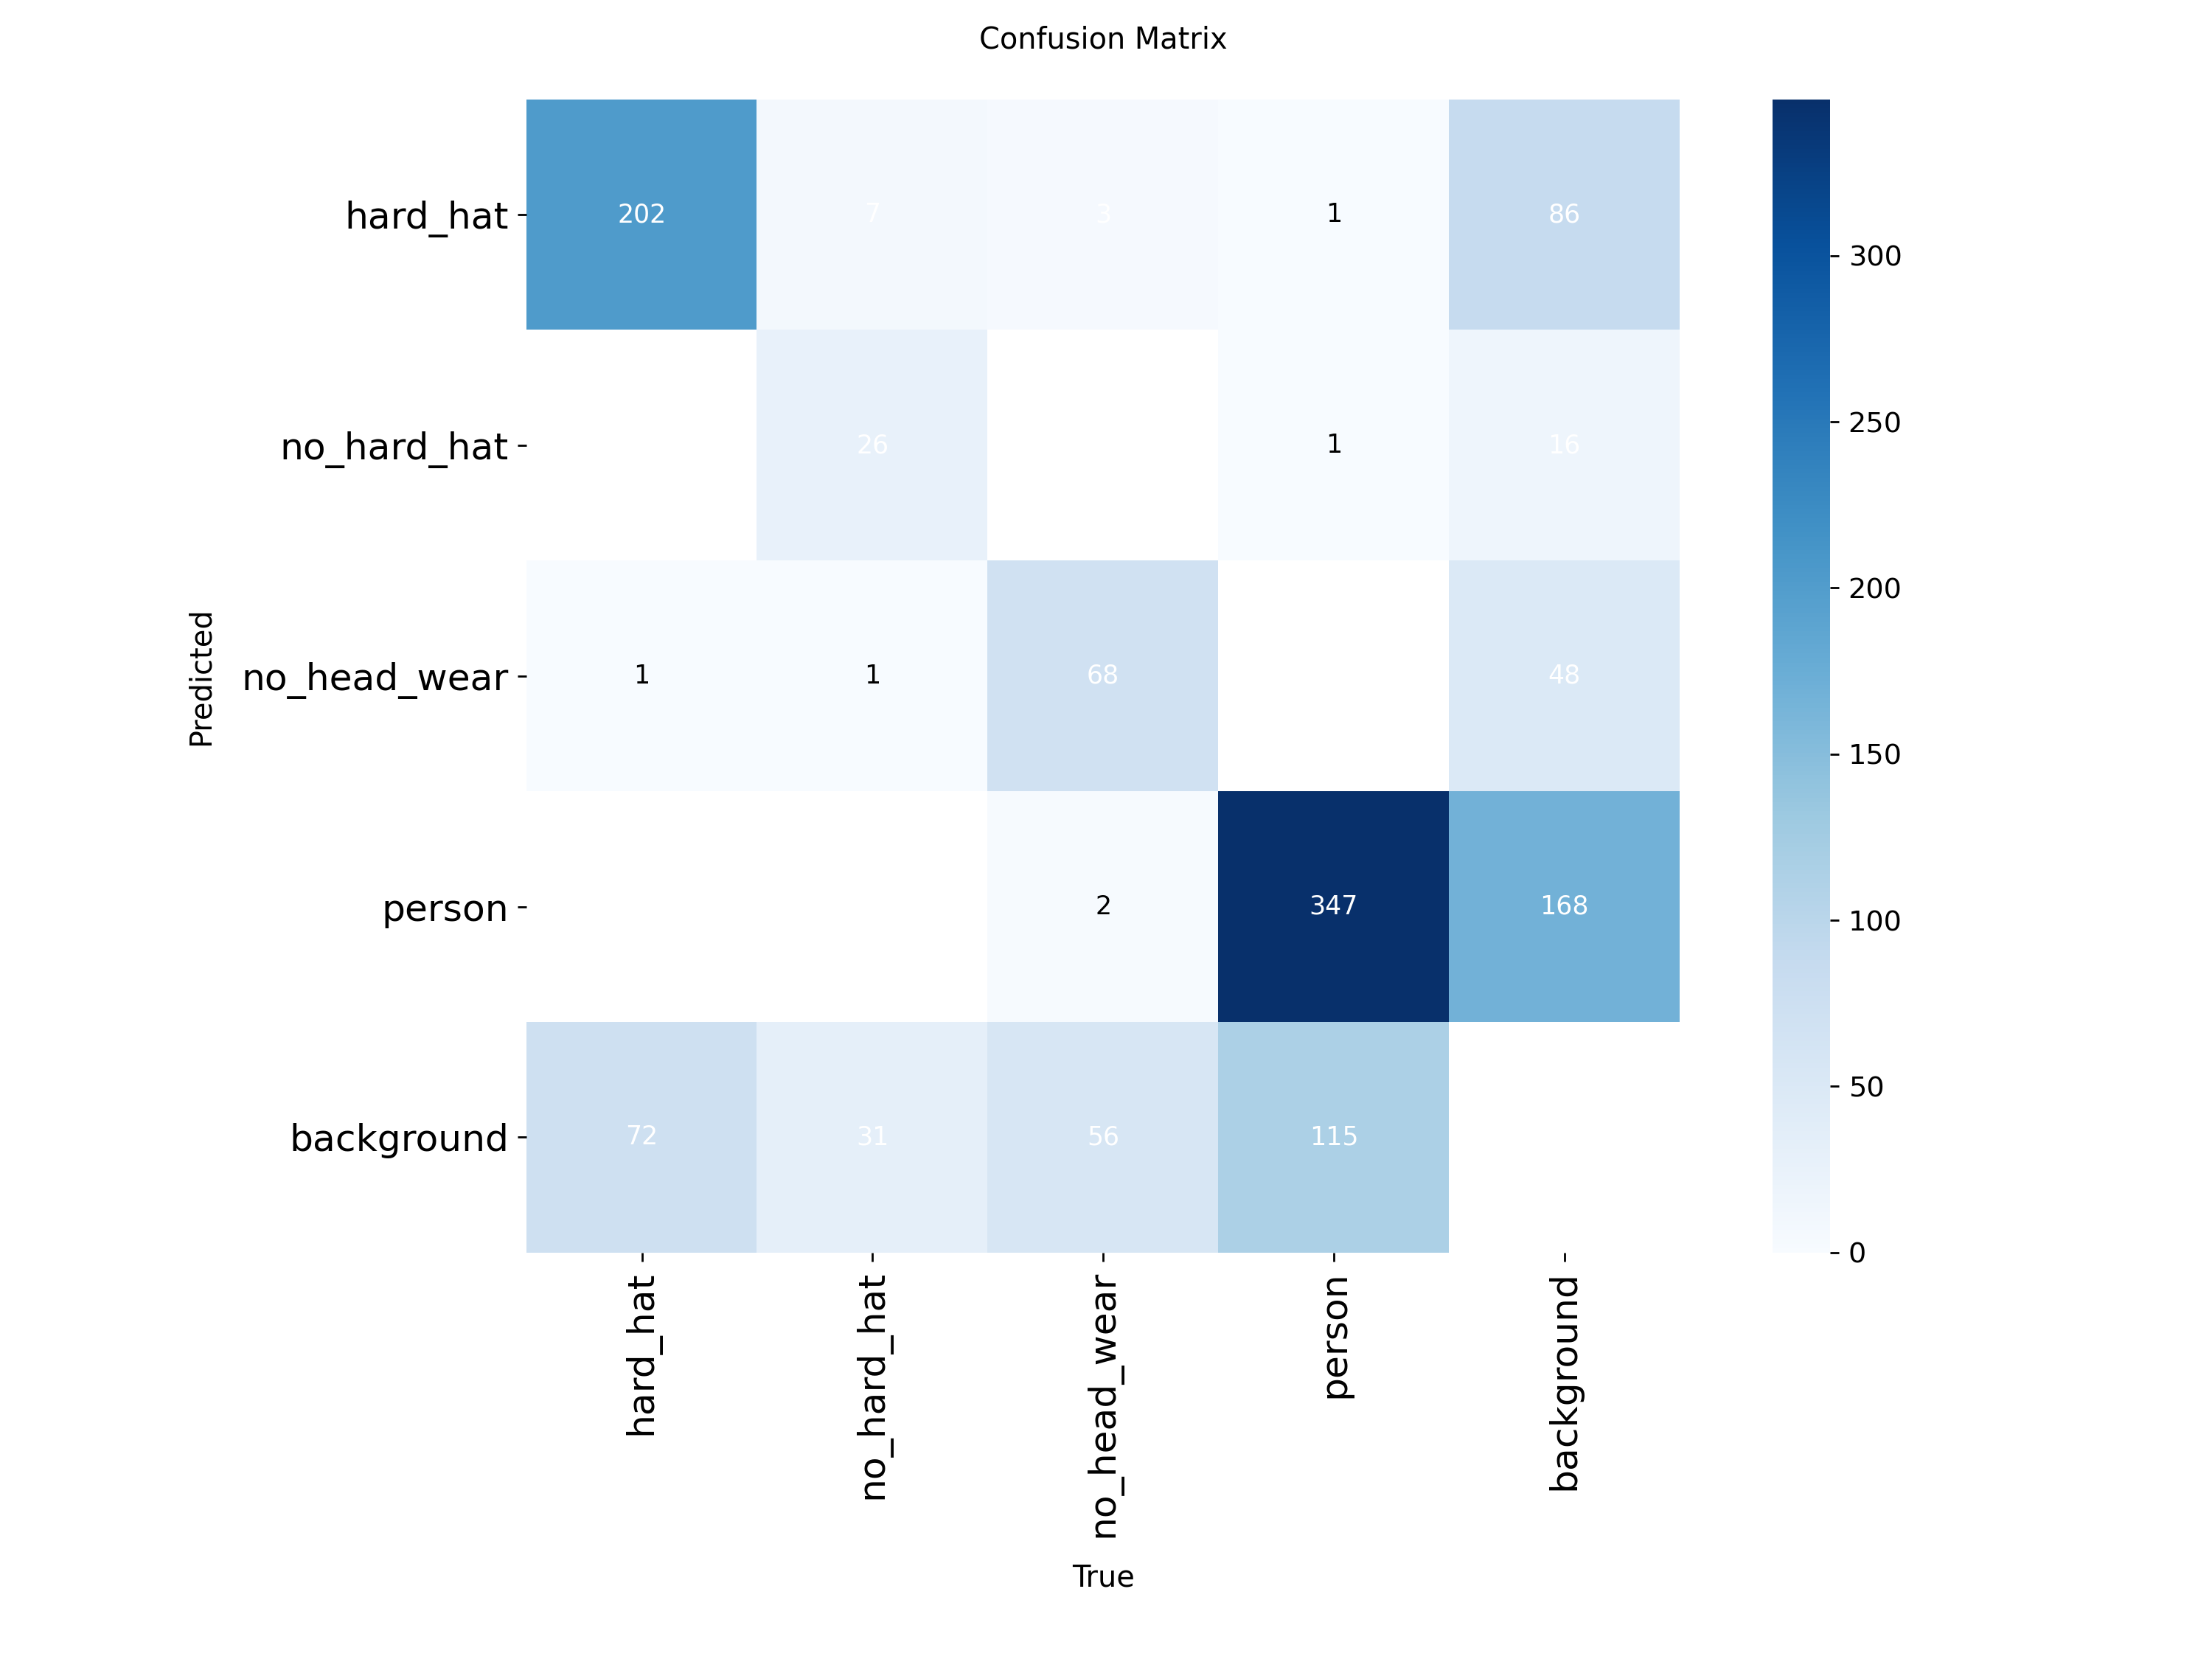 Confusion Matrix
hard_hat 202 7 3 1 86
no_hard_hat 26 1 16
no_head_wear 1 1 68 48
person 2 347 168
background 72 31 56 115
Predicted
hard_hat
no_hard_hat
no_head_wear
person
background
True
300
250
200
150
100
50
0